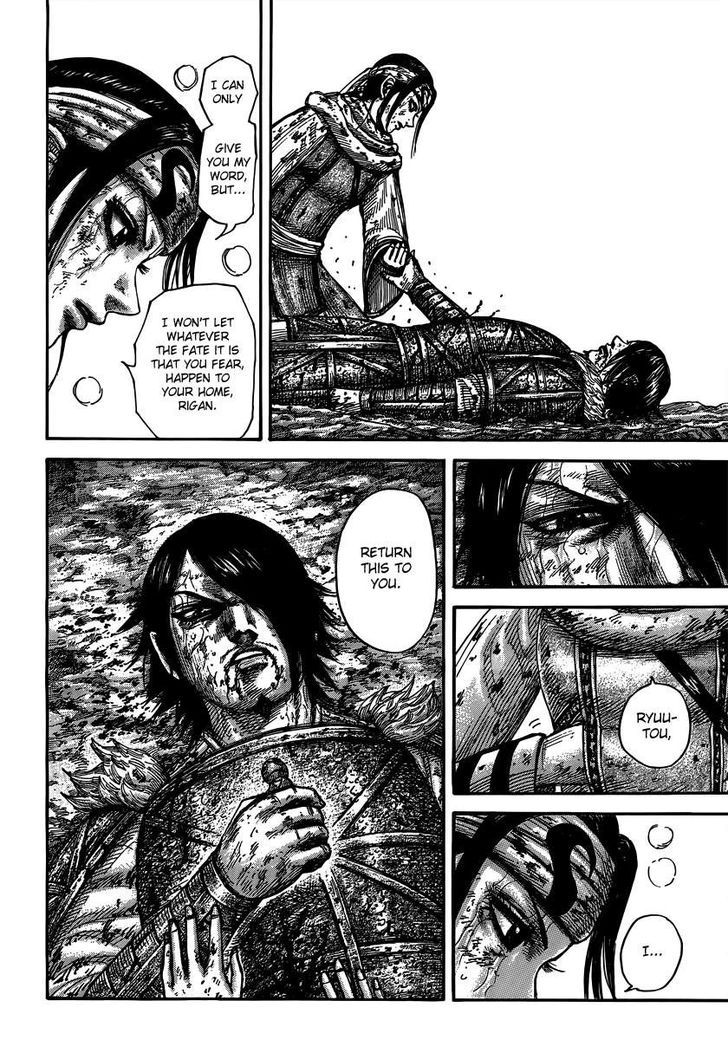 I CAN
ONLY
GIVE
YOU MY
WORD,
BUT...
I WON'T LET
WHATEVER
THE FATE IT IS
THAT YOU FEAR,
HAPPEN TO
YOUR HOME,
RIGAN.
RYUU-
TOU,
I...
RETURN
THIS TO
YOU.